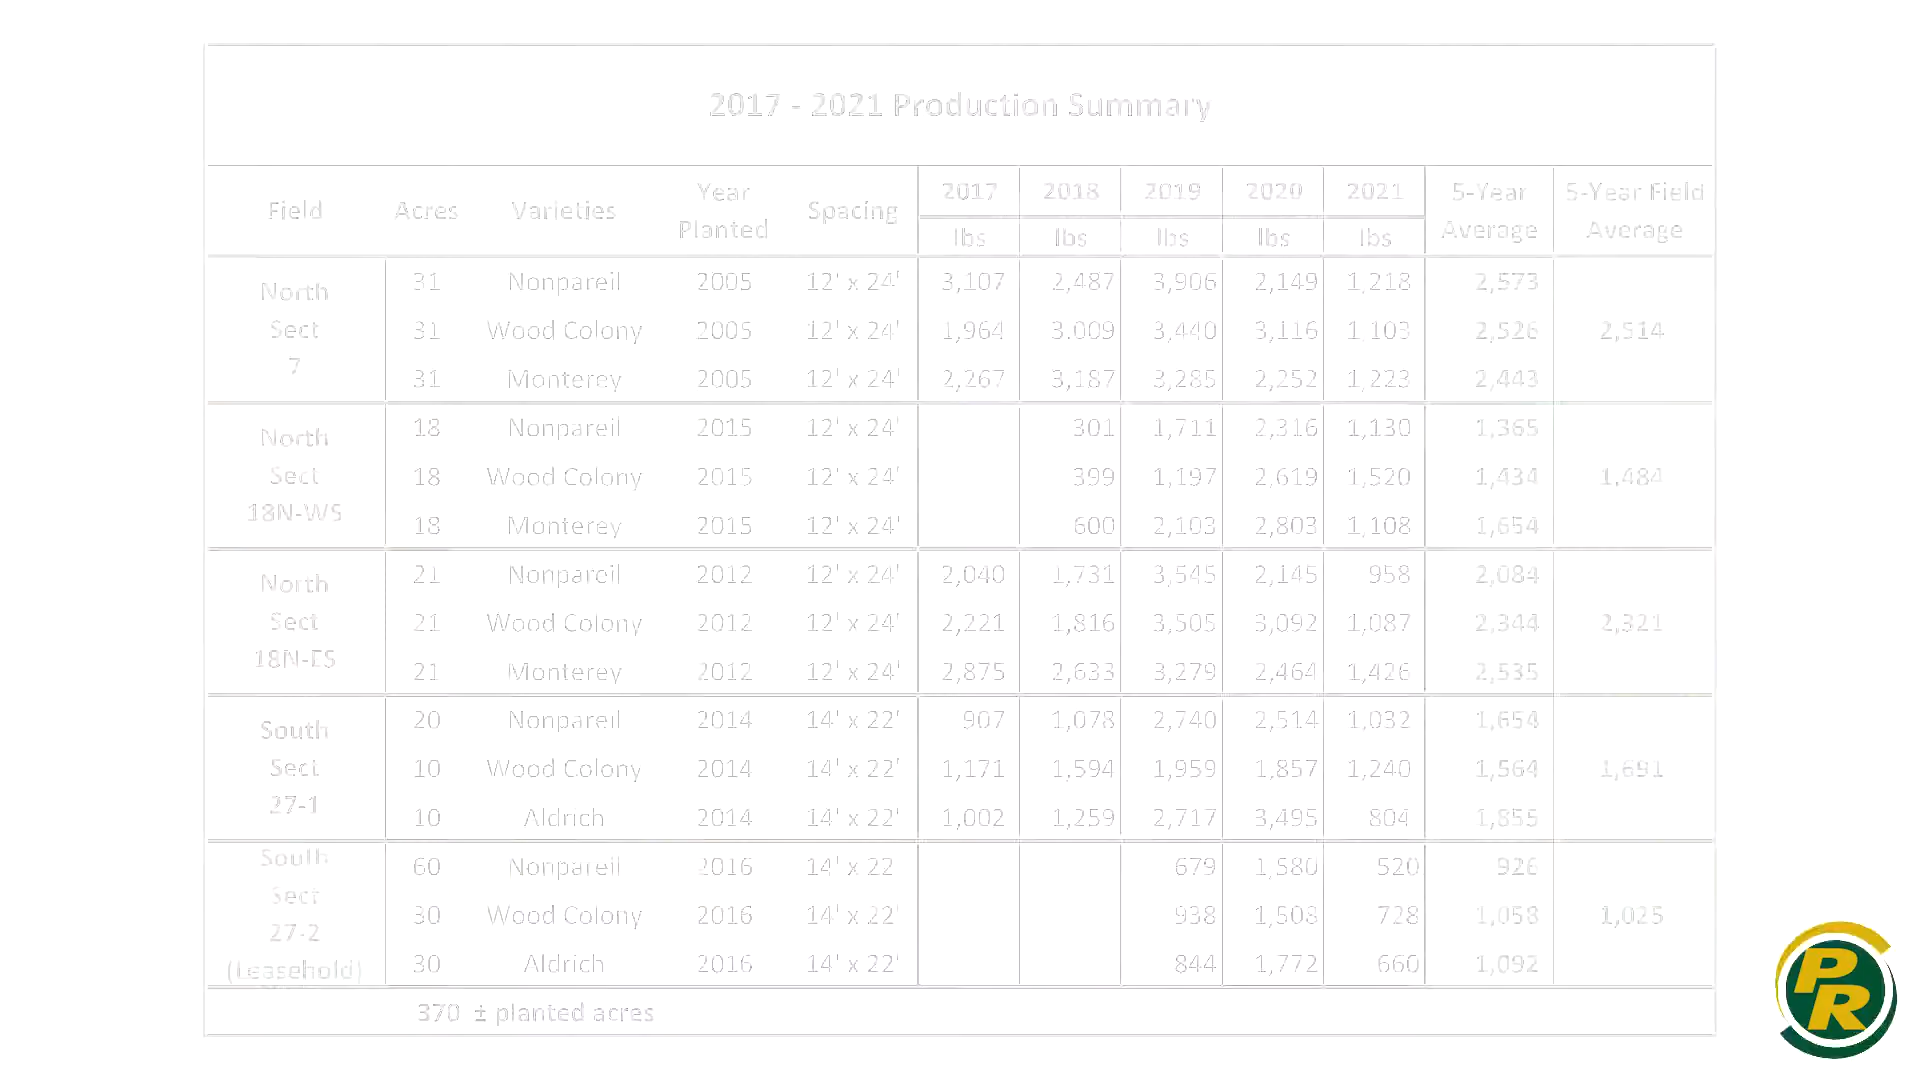 2017 - 2021 Production Summary
Field Acres Varieties Year Planted Spacing 2017 2018 2019 2020 2021 5-Year Average 5-Year Field Average
lbs lbs lbs lbs lbs
North Sect 7
31 Nonpareil 2005 12' x 24' 3,107 2,487 3,906 2,149 1,218 2,573
31 Wood Colony 2005 12' x 24' 1,964 3.009 3,440 3,116 1,103 2,526 2,514
31 Monterey 2005 12' x 24' 2,267 3,187 3,285 2,252 1,223 2,443
North Sect 18N-WS
18 Nonpareil 2015 12' x 24' 301 1,711 2,316 1,130 1,365
18 Wood Colony 2015 12' x 24' 399 1,197 2,619 1,520 1,434 1,484
18 Monterey 2015 12' x 24' 600 2,103 2,803 1,108 1,654
North Sect 18N-ES
21 Nonpareil 2012 12' x 24' 2,040 1,731 3,545 2,145 958 2,084
21 Wood Colony 2012 12' x 24' 2,221 1,816 3,505 3,092 1,087 2,344 2,321
21 Monterey 2012 12' x 24' 2,875 2,633 3,279 2,464 1,426 2,535
South Sect 27-1
20 Nonpareil 2014 14' x 22' 907 1,078 2,740 2,514 1,032 1,654
10 Wood Colony 2014 14' x 22' 1,171 1,594 1,959 1,857 1,240 1,564 1,691
10 Aldrich 2014 14' x 22' 1,002 1,259 2,717 3,495 804 1,855
South Sect 27-2 (Leasehold)
60 Nonpareil 2016 14' x 22 679 1,580 520 926
30 Wood Colony 2016 14' x 22' 938 1,508 728 1,058 1,025
30 Aldrich 2016 14' x 22' 844 1,772 660 1,092
370 ± planted acres
PR